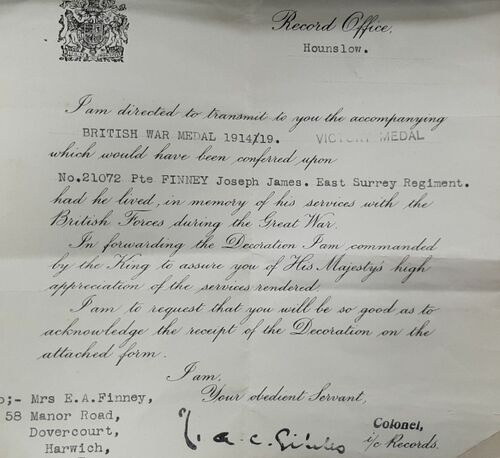 Record Office,
Hounslow.
I am directed to transmit to you the accompanying
BRITISH WAR MEDAL 1914/19. VICTORY MEDAL
which would have been conferred upon
No.21072 Pte FINNEY Joseph James. East Surrey Regiment.
had he lived, in memory of his services with the
British Forces during the Great War.
In forwarding the Decoration I am commanded
by the King to assure you of His Majesty's high
appreciation of the services rendered.
I am to request that you will be so good as to
acknowledge the receipt of the Decoration on the
attached form.
I am,
Your obedient Servant,
o;- Mrs E.A.Finney,
58 Manor Road,
Dovercourt,
Harwich,
Colonel,
i/c Records.